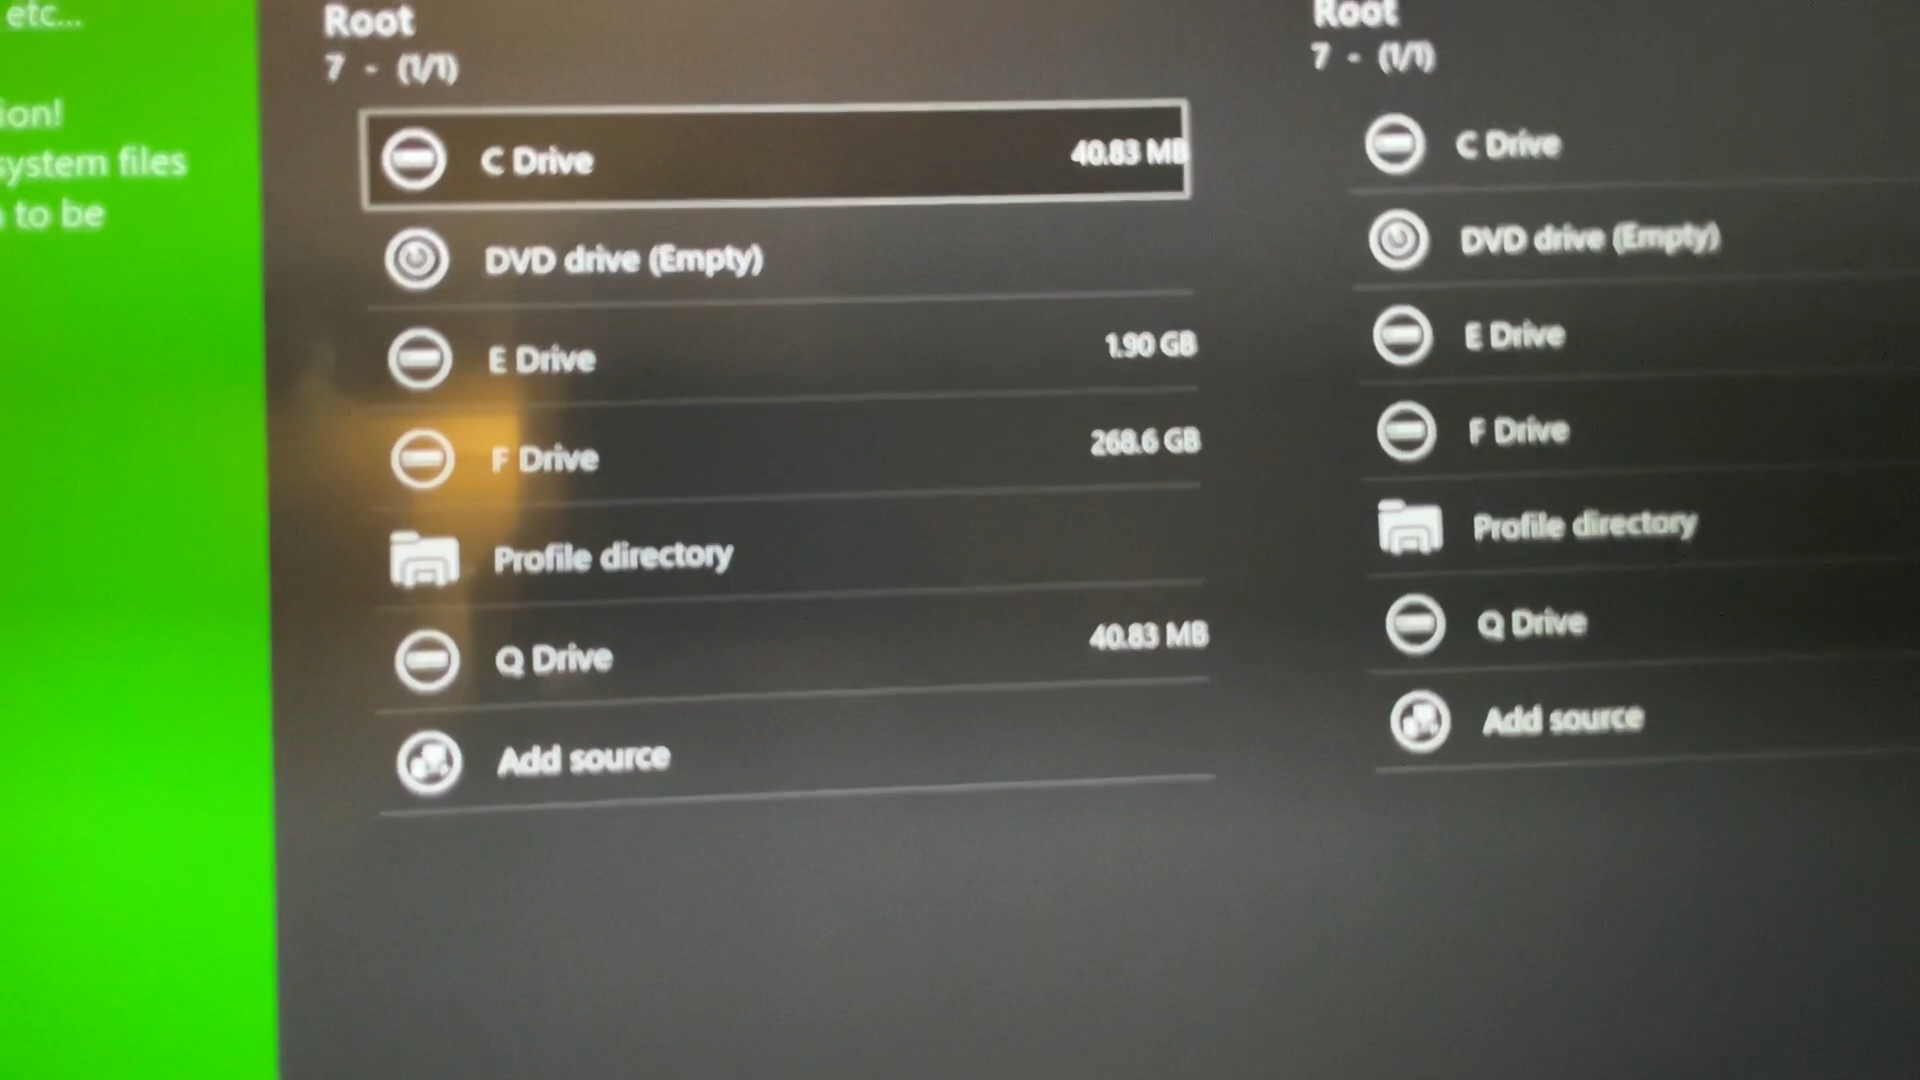 etc...
ion!
system files
to be
Root
7 - (1/1)
C Drive 40.83 MB
DVD drive (Empty)
E Drive 1.90 GB
F Drive 268.6 GB
Profile directory
Q Drive 40.83 MB
Add source
Root
7 - (1/1)
C Drive
DVD drive (Empty)
E Drive
F Drive
Profile directory
Q Drive
Add source